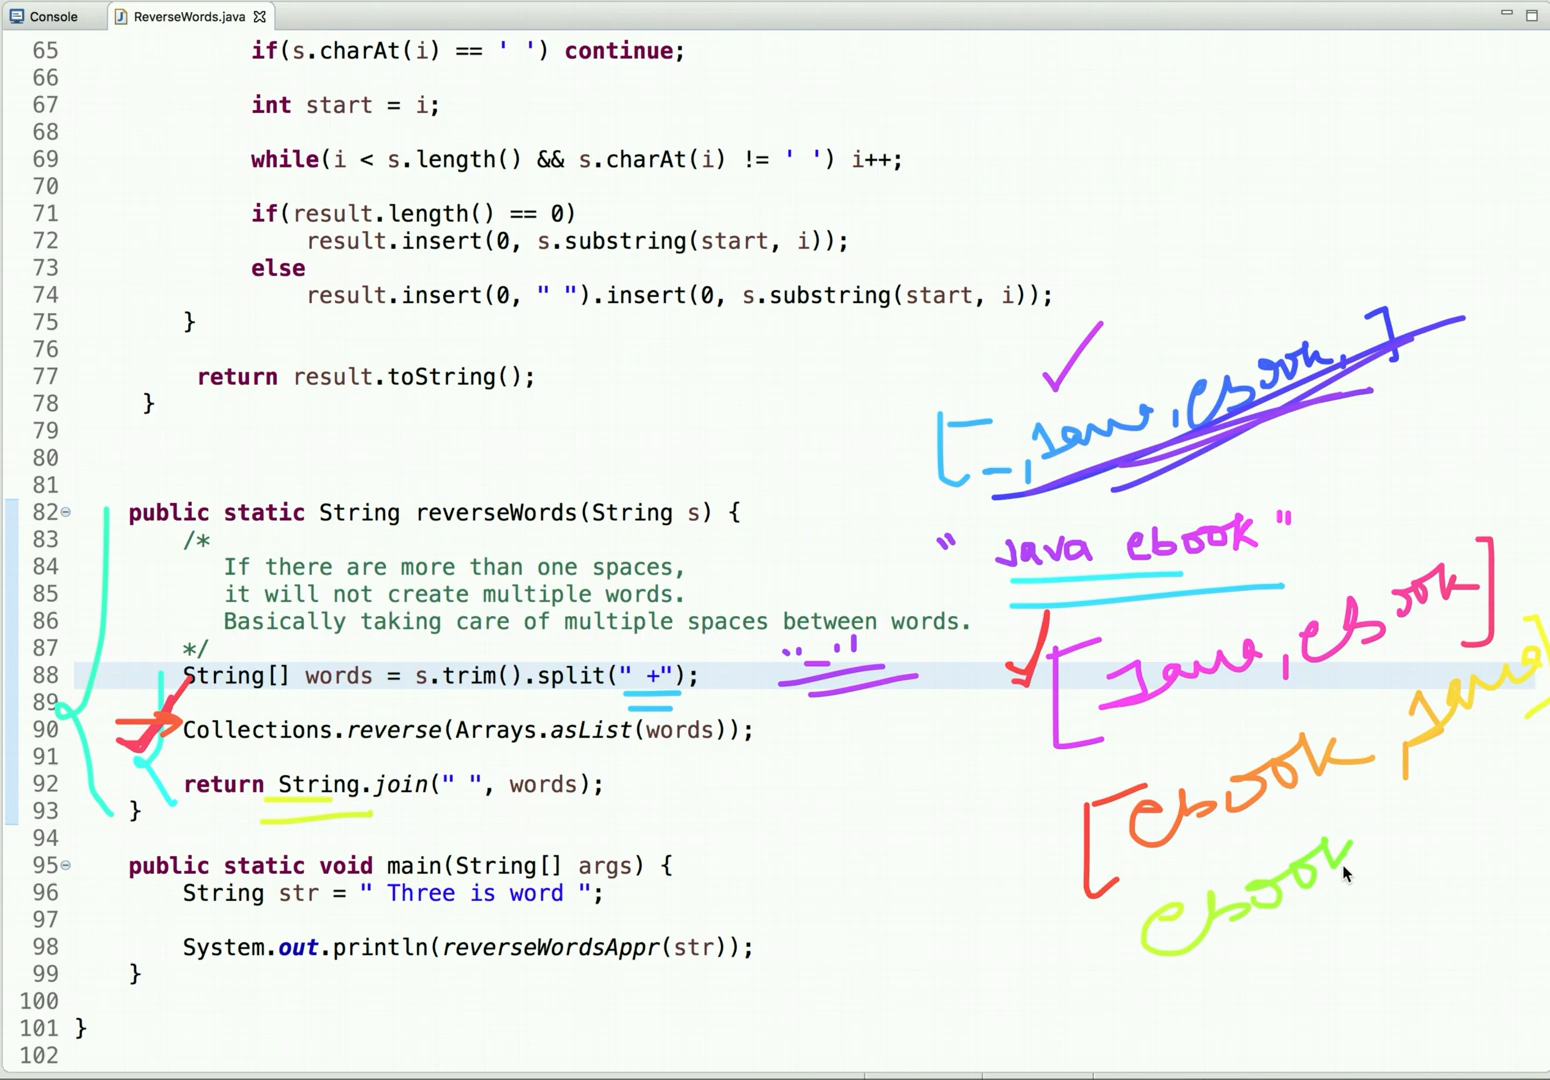 Console ReverseWords.java
65 if(s.charAt(i) == ' ') continue;
66
67 int start = i;
68
69 while(i < s.length() && s.charAt(i) != ' ') i++;
70
71 if(result.length() == 0)
72 result.insert(0, s.substring(start, i));
73 else
74 result.insert(0, " ").insert(0, s.substring(start, i));
75 }
76
77 return result.toString();
78 }
79
80
81
82 public static String reverseWords(String s) {
83 /*
84 If there are more than one spaces,
85 it will not create multiple words.
86 Basically taking care of multiple spaces between words.
87 */
88 String[] words = s.trim().split(" +");
89
90 Collections.reverse(Arrays.asList(words));
91
92 return String.join(" ", words);
93 }
94
95 public static void main(String[] args) {
96 String str = " Three is word ";
97
98 System.out.println(reverseWordsAppr(str));
99 }
100
101 }
102
[_,Java,ebook,]
" java ebook "
" _ "
[Java,ebook]
[ebook,Java]
ebook